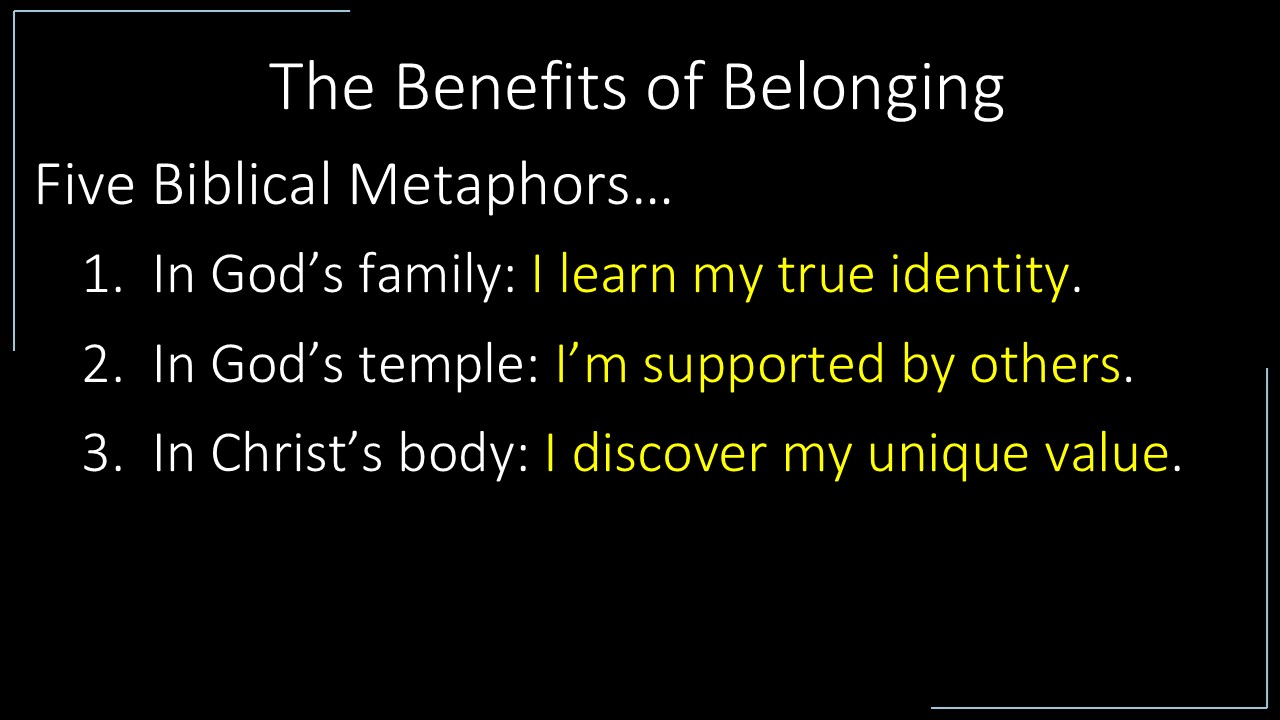 The Benefits of Belonging
Five Biblical Metaphors…
1. In God’s family: I learn my true identity.
2. In God’s temple: I’m supported by others.
3. In Christ’s body: I discover my unique value.